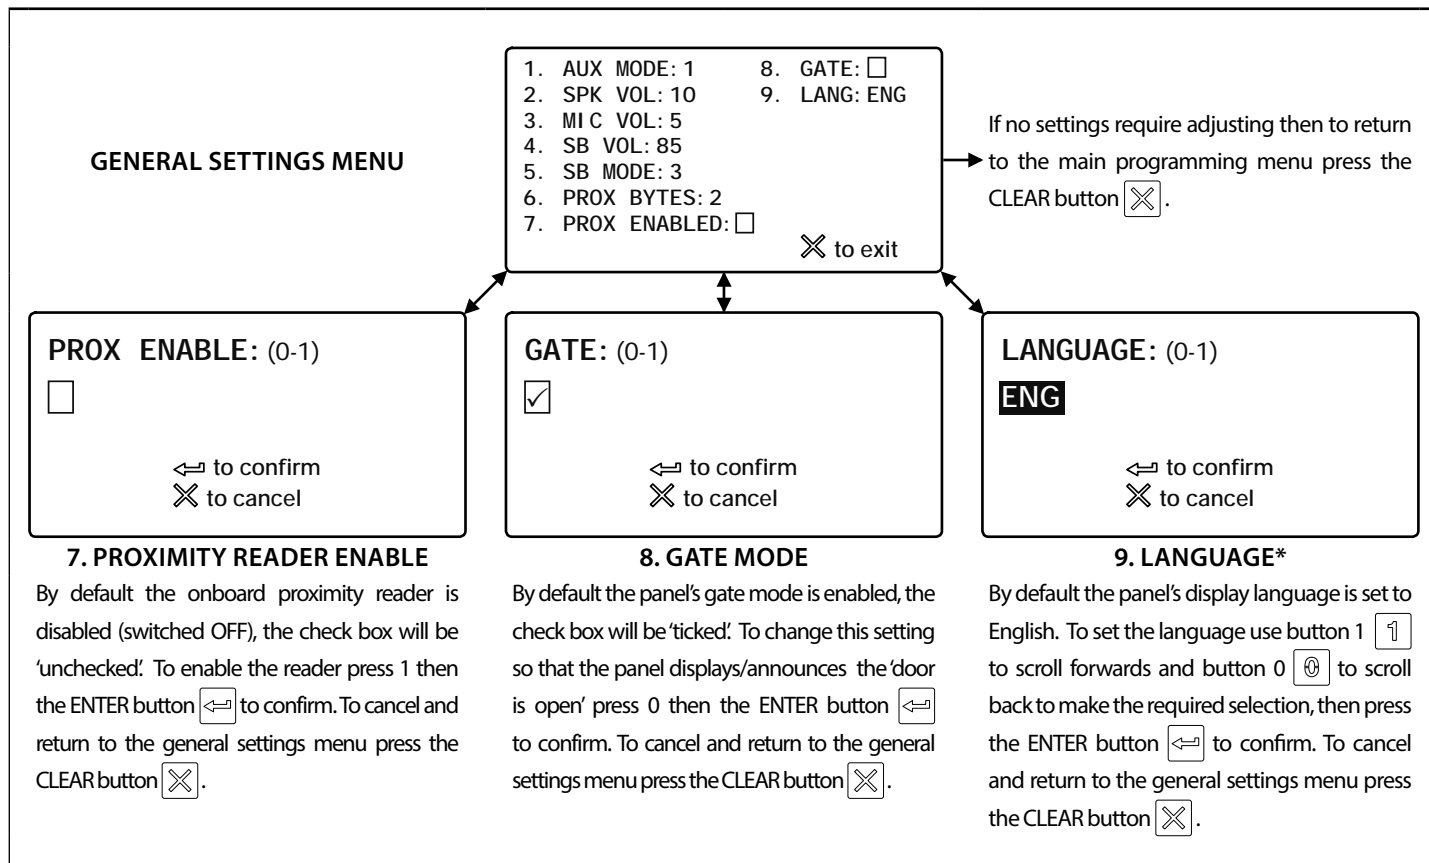 GENERAL SETTINGS MENU
1. AUX MODE: 1
2. SPK VOL: 10
3. MIC VOL: 5
4. SB VOL: 85
5. SB MODE: 3
6. PROX BYTES: 2
7. PROX ENABLED: ☐
8. GATE: ☐
9. LANG: ENG
to exit
If no settings require adjusting then to return
to the main programming menu press the
CLEAR button .
PROX ENABLE: (0-1)
to confirm
to cancel
7. PROXIMITY READER ENABLE
By default the onboard proximity reader is
disabled (switched OFF), the check box will be
‘unchecked’. To enable the reader press 1 then
the ENTER button to confirm. To cancel and
return to the general settings menu press the
CLEAR button .
GATE: (0-1)
to confirm
to cancel
8. GATE MODE
By default the panel’s gate mode is enabled, the
check box will be ‘ticked’. To change this setting
so that the panel displays/announces the ‘door
is open’ press 0 then the ENTER button
to confirm. To cancel and return to the general
settings menu press the CLEAR button .
LANGUAGE: (0-1)
ENG
to confirm
to cancel
9. LANGUAGE*
By default the panel’s display language is set to
English. To set the language use button 1 1
to scroll forwards and button 0 0 to scroll
back to make the required selection, then press
the ENTER button to confirm. To cancel
and return to the general settings menu press
the CLEAR button .